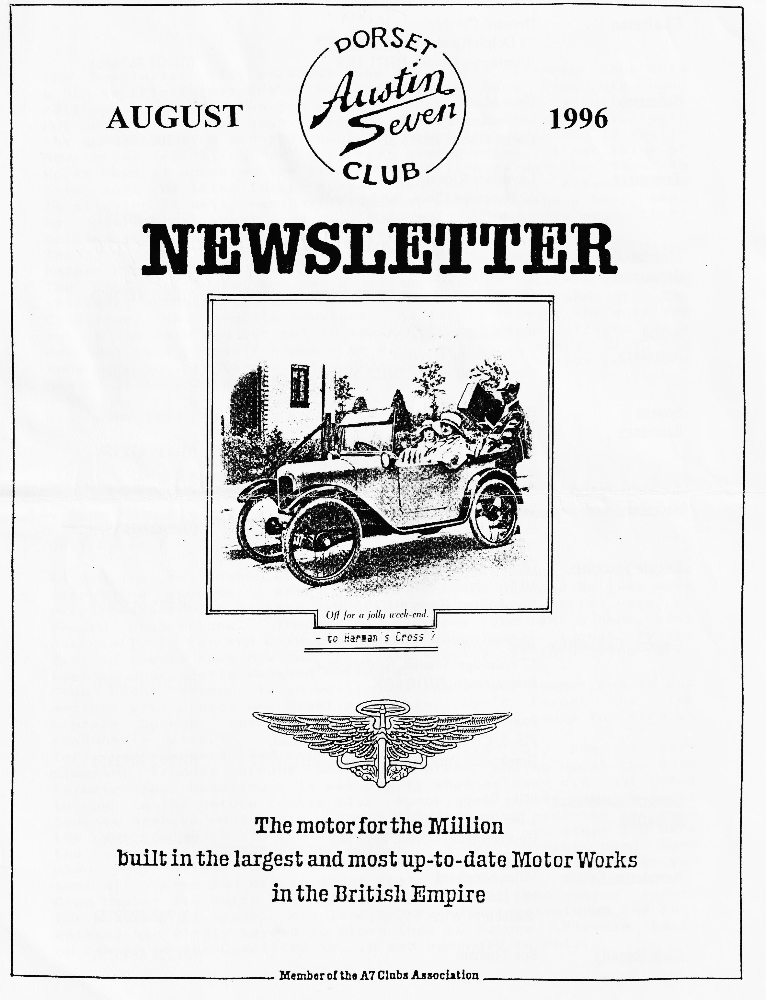 DORSET
Austin
Seven
CLUB
AUGUST
1996
NEWSLETTER
Off for a jolly week-end.
- to Harman's Cross ?
The motor for the Million
built in the largest and most up-to-date Motor Works
in the British Empire
Member of the A7 Clubs Association